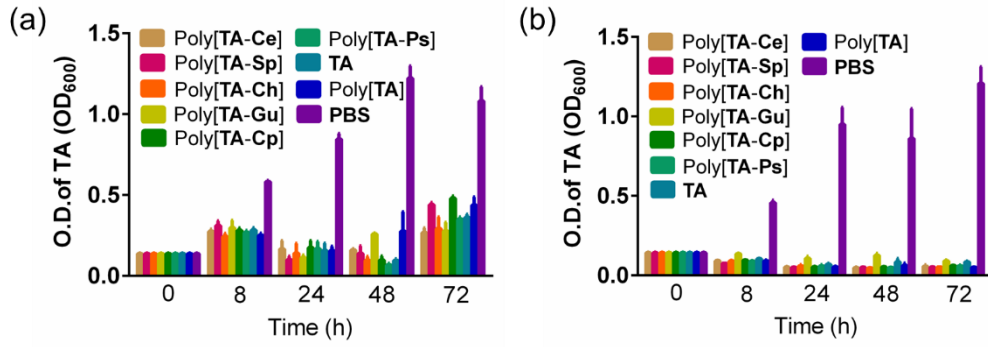 (a)
O.D.of TA (OD600)
1.5
1.0
0.5
0.0
Poly[TA-Ce]
Poly[TA-Sp]
Poly[TA-Ch]
Poly[TA-Gu]
Poly[TA-Cp]
Poly[TA-Ps]
TA
Poly[TA]
PBS
0 8 24 48 72
Time (h)
(b)
O.D.of TA (OD600)
1.5
1.0
0.5
0.0
Poly[TA-Ce]
Poly[TA-Sp]
Poly[TA-Ch]
Poly[TA-Gu]
Poly[TA-Cp]
Poly[TA-Ps]
TA
Poly[TA]
PBS
0 8 24 48 72
Time (h)